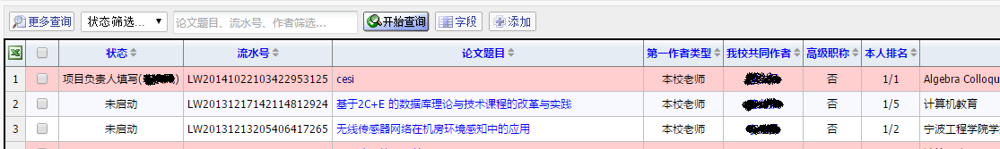 更多查询 状态筛选... 论文题目、流水号、作者筛选... 开始查询 字段 添加
状态 流水号 论文题目 第一作者类型 我校共同作者 高级职称 本人排名
1 项目负责人填写( ) LW20141022103422953125 cesi 本校老师 否 1/1 Algebra Colloqu
2 未启动 LW20131217142114812924 基于2C+E 的数据库理论与技术课程的改革与实践 本校老师 否 1/5 计算机教育
3 未启动 LW20131213205406417265 无线传感器网络在机房环境感知中的应用 本校老师 否 1/2 宁波工程学院学